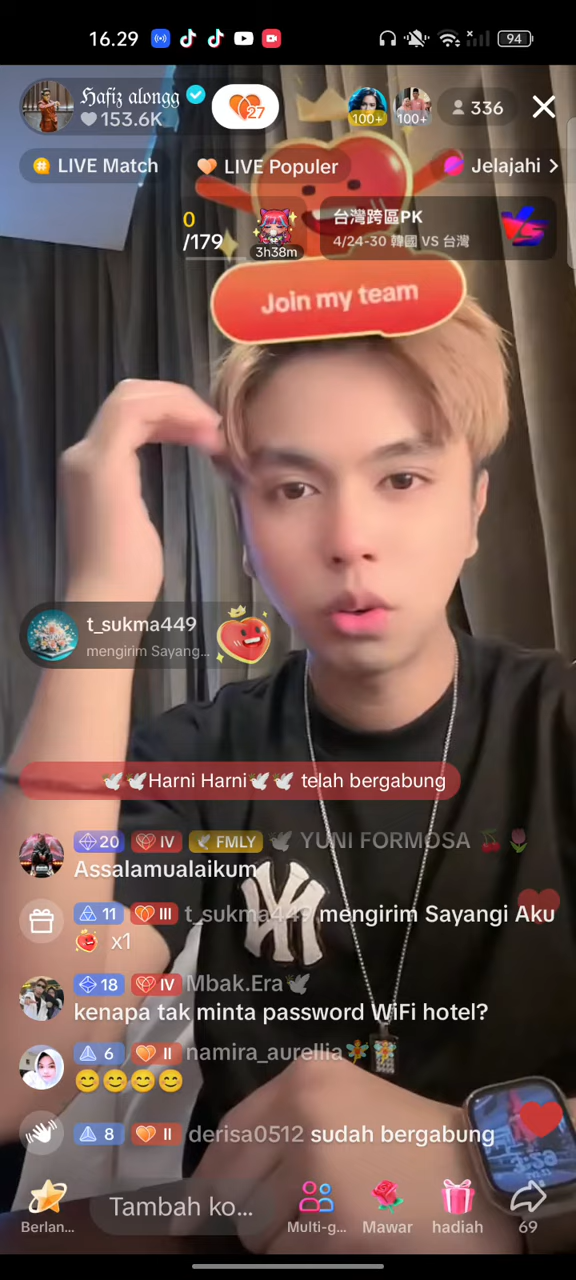 16.29
94
ℌafiz alongg
153.6K
27
100+
100+
336
LIVE Match
LIVE Populer
Jelajahi >
0
/179
3h38m
台灣跨區PK
4/24-30 韓國 VS 台灣
VS
Join my team
t_sukma449
mengirim Sayang...
🕊️🕊️Harni Harni🕊️🕊️ telah bergabung
20 IV FMLY 🕊️ YUNI FORMOSA 🍒🌷
Assalamualaikum
11 III t_sukma449 mengirim Sayangi Aku
x1
NY
18 IV Mbak.Era🕊️
kenapa tak minta password WiFi hotel?
6 II namira_aurellia🧚
😊😊😊😊
8 II derisa0512 sudah bergabung
Tambah ko...
Berlan...
Multi-g...
Mawar
hadiah
69